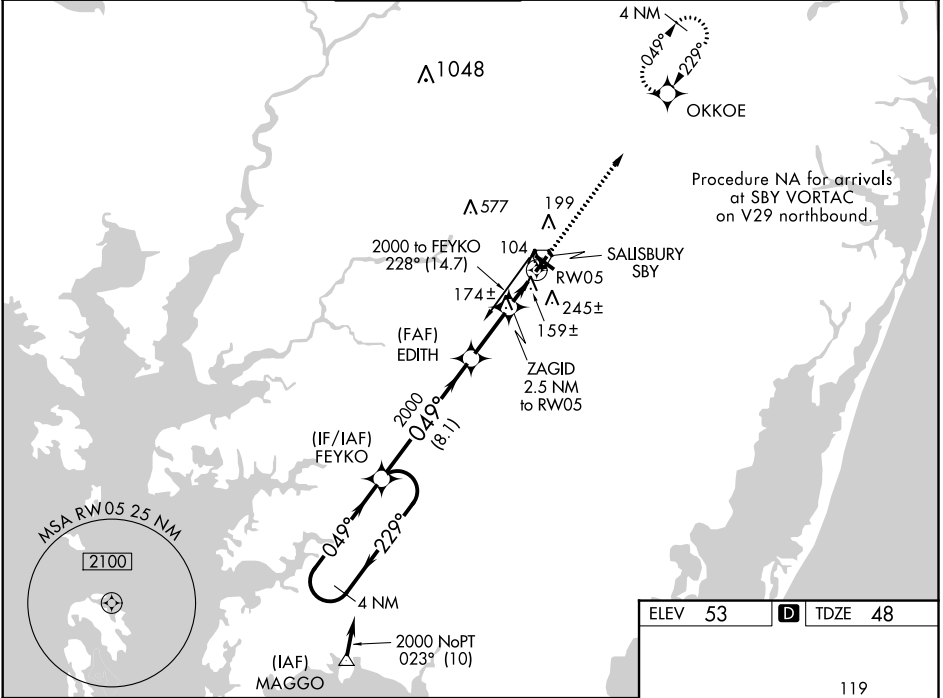 4 NM
049°
229°
1048
OKKOE
Procedure NA for arrivals
at SBY VORTAC
on V29 northbound.
577
199
2000 to FEYKO
228° (14.7)
104
SALISBURY
SBY
RW05
174±
245±
159±
(FAF)
EDITH
ZAGID
2.5 NM
to RW05
2000
049°
(8.1)
(IF/IAF)
FEYKO
049°
229°
4 NM
MSA RW05 25 NM
2100
2000 NoPT
023° (10)
(IAF)
MAGGO
ELEV 53 D TDZE 48
119